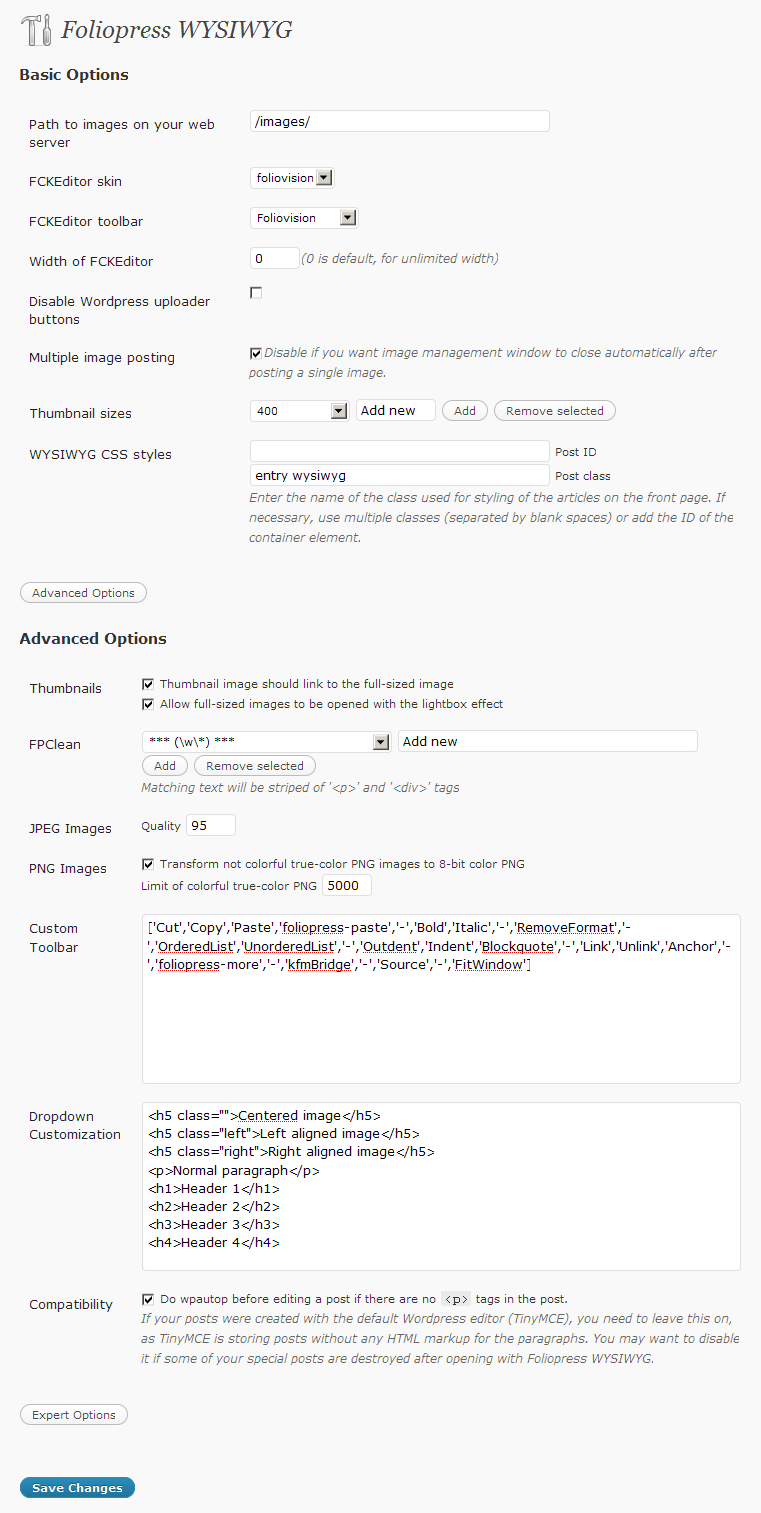 Foliopress WYSIWYG
Basic Options
Path to images on your web
server
/images/
FCKEditor skin
foliovision
FCKEditor toolbar
Foliovision
Width of FCKEditor
0 (0 is default, for unlimited width)
Disable Wordpress uploader
buttons
Multiple image posting
Disable if you want image management window to close automatically after
posting a single image.
Thumbnail sizes
400 Add new Add Remove selected
WYSIWYG CSS styles
Post ID
entry wysiwyg Post class
Enter the name of the class used for styling of the articles on the front page. If
necessary, use multiple classes (separated by blank spaces) or add the ID of the
container element.
Advanced Options
Advanced Options
Thumbnails
Thumbnail image should link to the full-sized image
Allow full-sized images to be opened with the lightbox effect
FPClean
*** (\w\*) *** Add new
Add Remove selected
Matching text will be striped of '<p>' and '<div>' tags
JPEG Images
Quality 95
PNG Images
Transform not colorful true-color PNG images to 8-bit color PNG
Limit of colorful true-color PNG 5000
Custom
Toolbar
['Cut','Copy','Paste','foliopress-paste','-','Bold','Italic','-','RemoveFormat','-
','OrderedList','UnorderedList','-','Outdent','Indent','Blockquote','-','Link','Unlink','Anchor','-
','foliopress-more','-','kfmBridge','-','Source','-','FitWindow']
Dropdown
Customization
<h5 class="">Centered image</h5>
<h5 class="left">Left aligned image</h5>
<h5 class="right">Right aligned image</h5>
<p>Normal paragraph</p>
<h1>Header 1</h1>
<h2>Header 2</h2>
<h3>Header 3</h3>
<h4>Header 4</h4>
Compatibility
Do wpautop before editing a post if there are no <p> tags in the post.
If your posts were created with the default Wordpress editor (TinyMCE), you need to leave this on,
as TinyMCE is storing posts without any HTML markup for the paragraphs. You may want to disable
it if some of your special posts are destroyed after opening with Foliopress WYSIWYG.
Expert Options
Save Changes